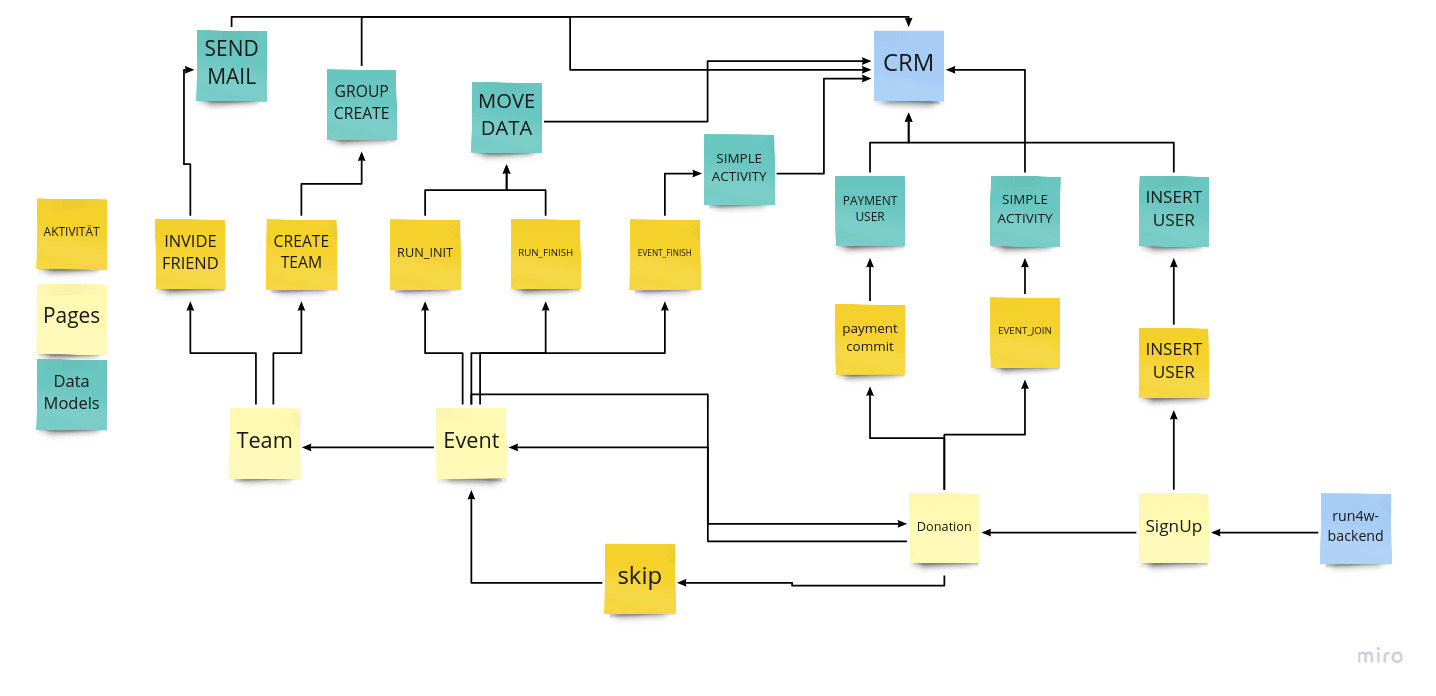 SEND
MAIL
GROUP
CREATE
MOVE
DATA
CRM
SIMPLE
ACTIVITY
PAYMENT
USER
SIMPLE
ACTIVITY
INSERT
USER
AKTIVITÄT
INVIDE
FRIEND
CREATE
TEAM
RUN_INIT
RUN_FINISH
EVENT_FINISH
Pages
payment
commit
EVENT_JOIN
INSERT
USER
Data
Models
Team
Event
Donation
SignUp
run4w-
backend
skip
miro